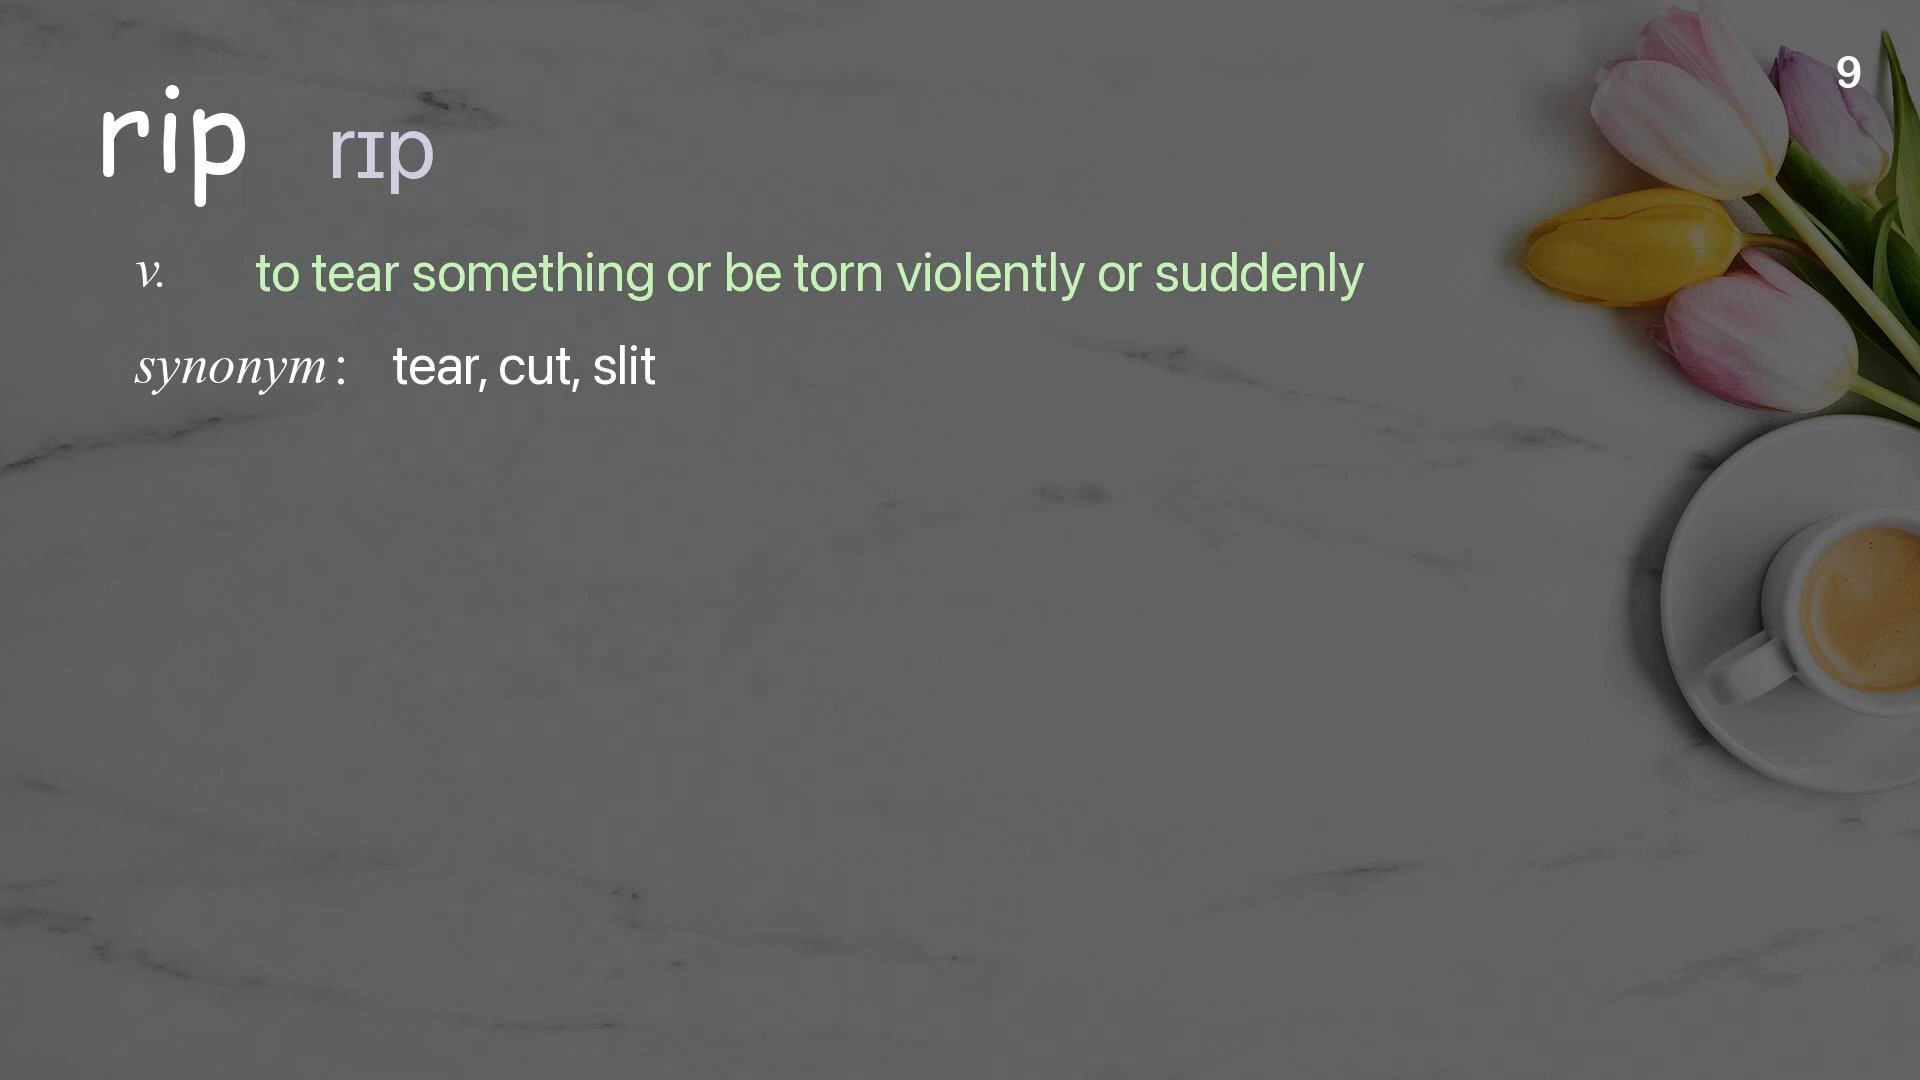 9
rip rɪp
v. to tear something or be torn violently or suddenly
synonym: tear, cut, slit